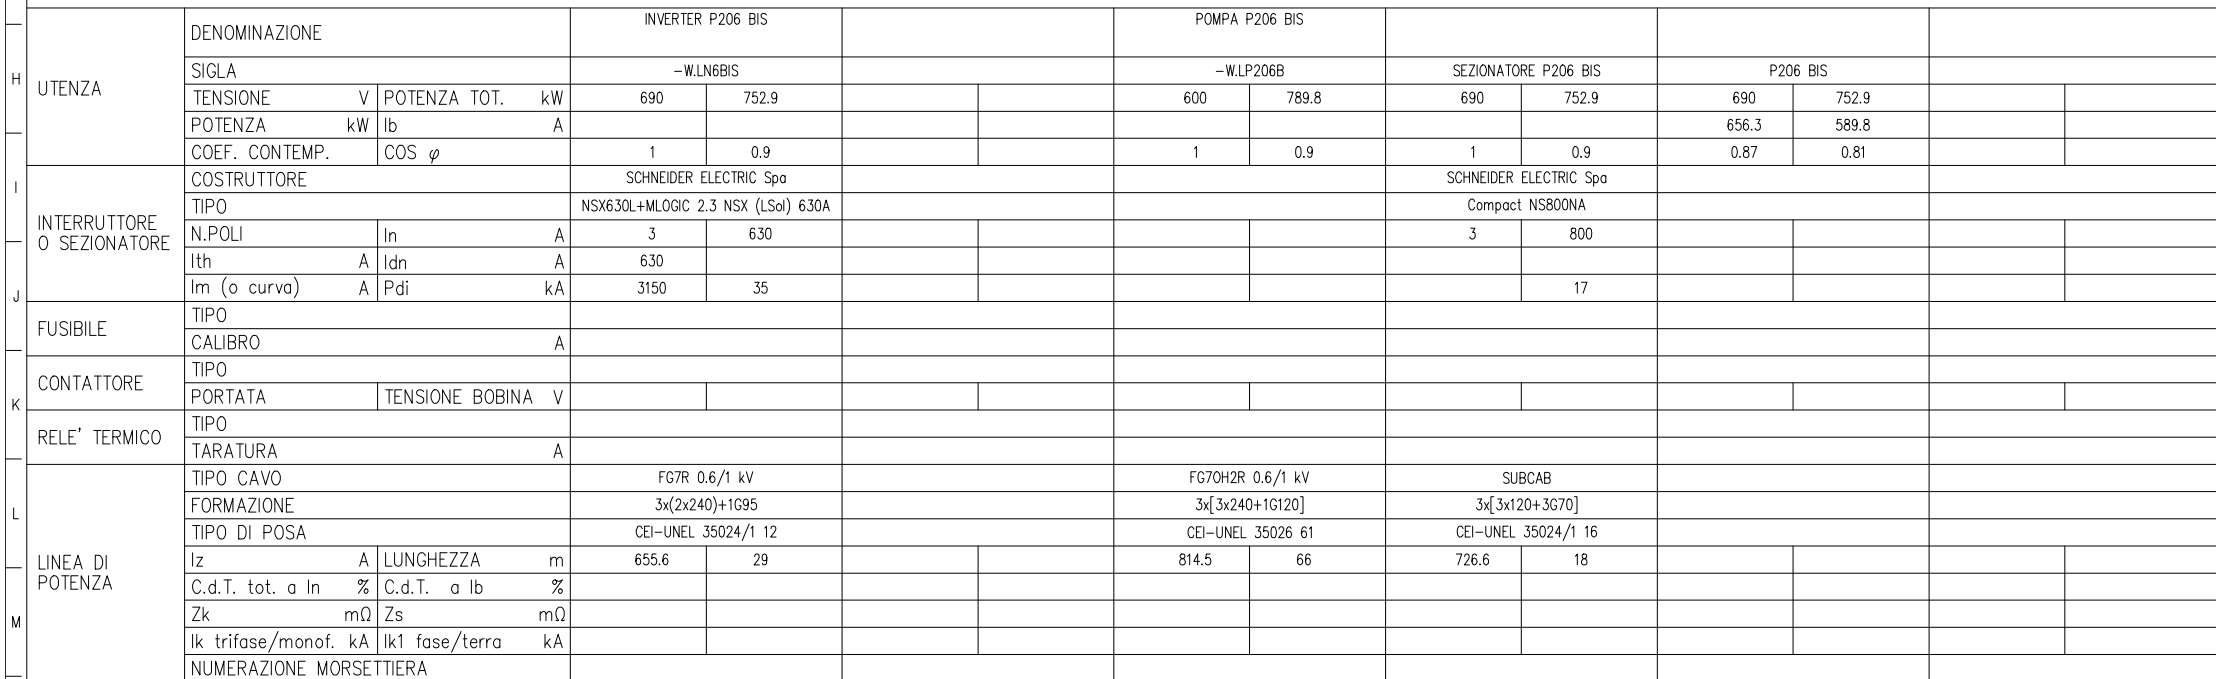 INVERTER P206 BIS POMPA P206 BIS
DENOMINAZIONE
H UTENZA SIGLA -W.LN6BIS -W.LP206B SEZIONATORE P206 BIS P206 BIS
TENSIONE V POTENZA TOT. kW 690 752.9 600 789.8 690 752.9 690 752.9
POTENZA kW Ib A 656.3 589.8
COEF. CONTEMP. COS φ 1 0.9 1 0.9 1 0.9 0.87 0.81
I INTERRUTTORE O SEZIONATORE COSTRUTTORE SCHNEIDER ELECTRIC Spa SCHNEIDER ELECTRIC Spa
TIPO NSX630L+MLOGIC 2.3 NSX (LSoI) 630A Compact NS800NA
N.POLI In A 3 630 3 800
Ith A Idn A 630
J Im (o curva) A Pdi kA 3150 35 17
FUSIBILE TIPO
CALIBRO A
CONTATTORE TIPO
K PORTATA TENSIONE BOBINA V
RELE' TERMICO TIPO
TARATURA A
LINEA DI POTENZA TIPO CAVO FG7R 0.6/1 kV FG7OH2R 0.6/1 kV SUBCAB
L FORMAZIONE 3x(2x240)+1G95 3x[3x240+1G120] 3x[3x120+3G70]
TIPO DI POSA CEI-UNEL 35024/1 12 CEI-UNEL 35026 61 CEI-UNEL 35024/1 16
Iz A LUNGHEZZA m 655.6 29 814.5 66 726.6 18
C.d.T. tot. a In % C.d.T. a Ib %
M Zk mΩ Zs mΩ
Ik trifase/monof. kA Ik1 fase/terra kA
NUMERAZIONE MORSETTIERA